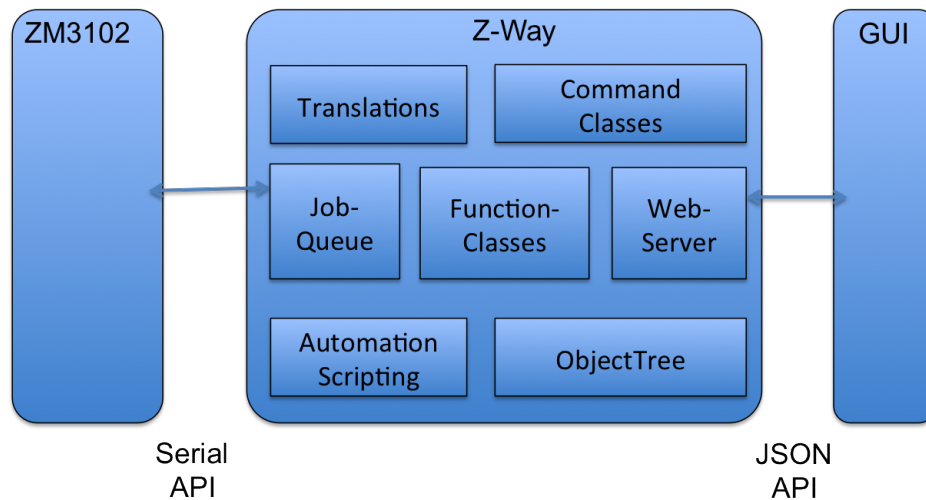 ZM3102
Z-Way
GUI
Translations
Command
Classes
Job-
Queue
Function-
Classes
Web-
Server
Automation
Scripting
ObjectTree
Serial
API
JSON
API